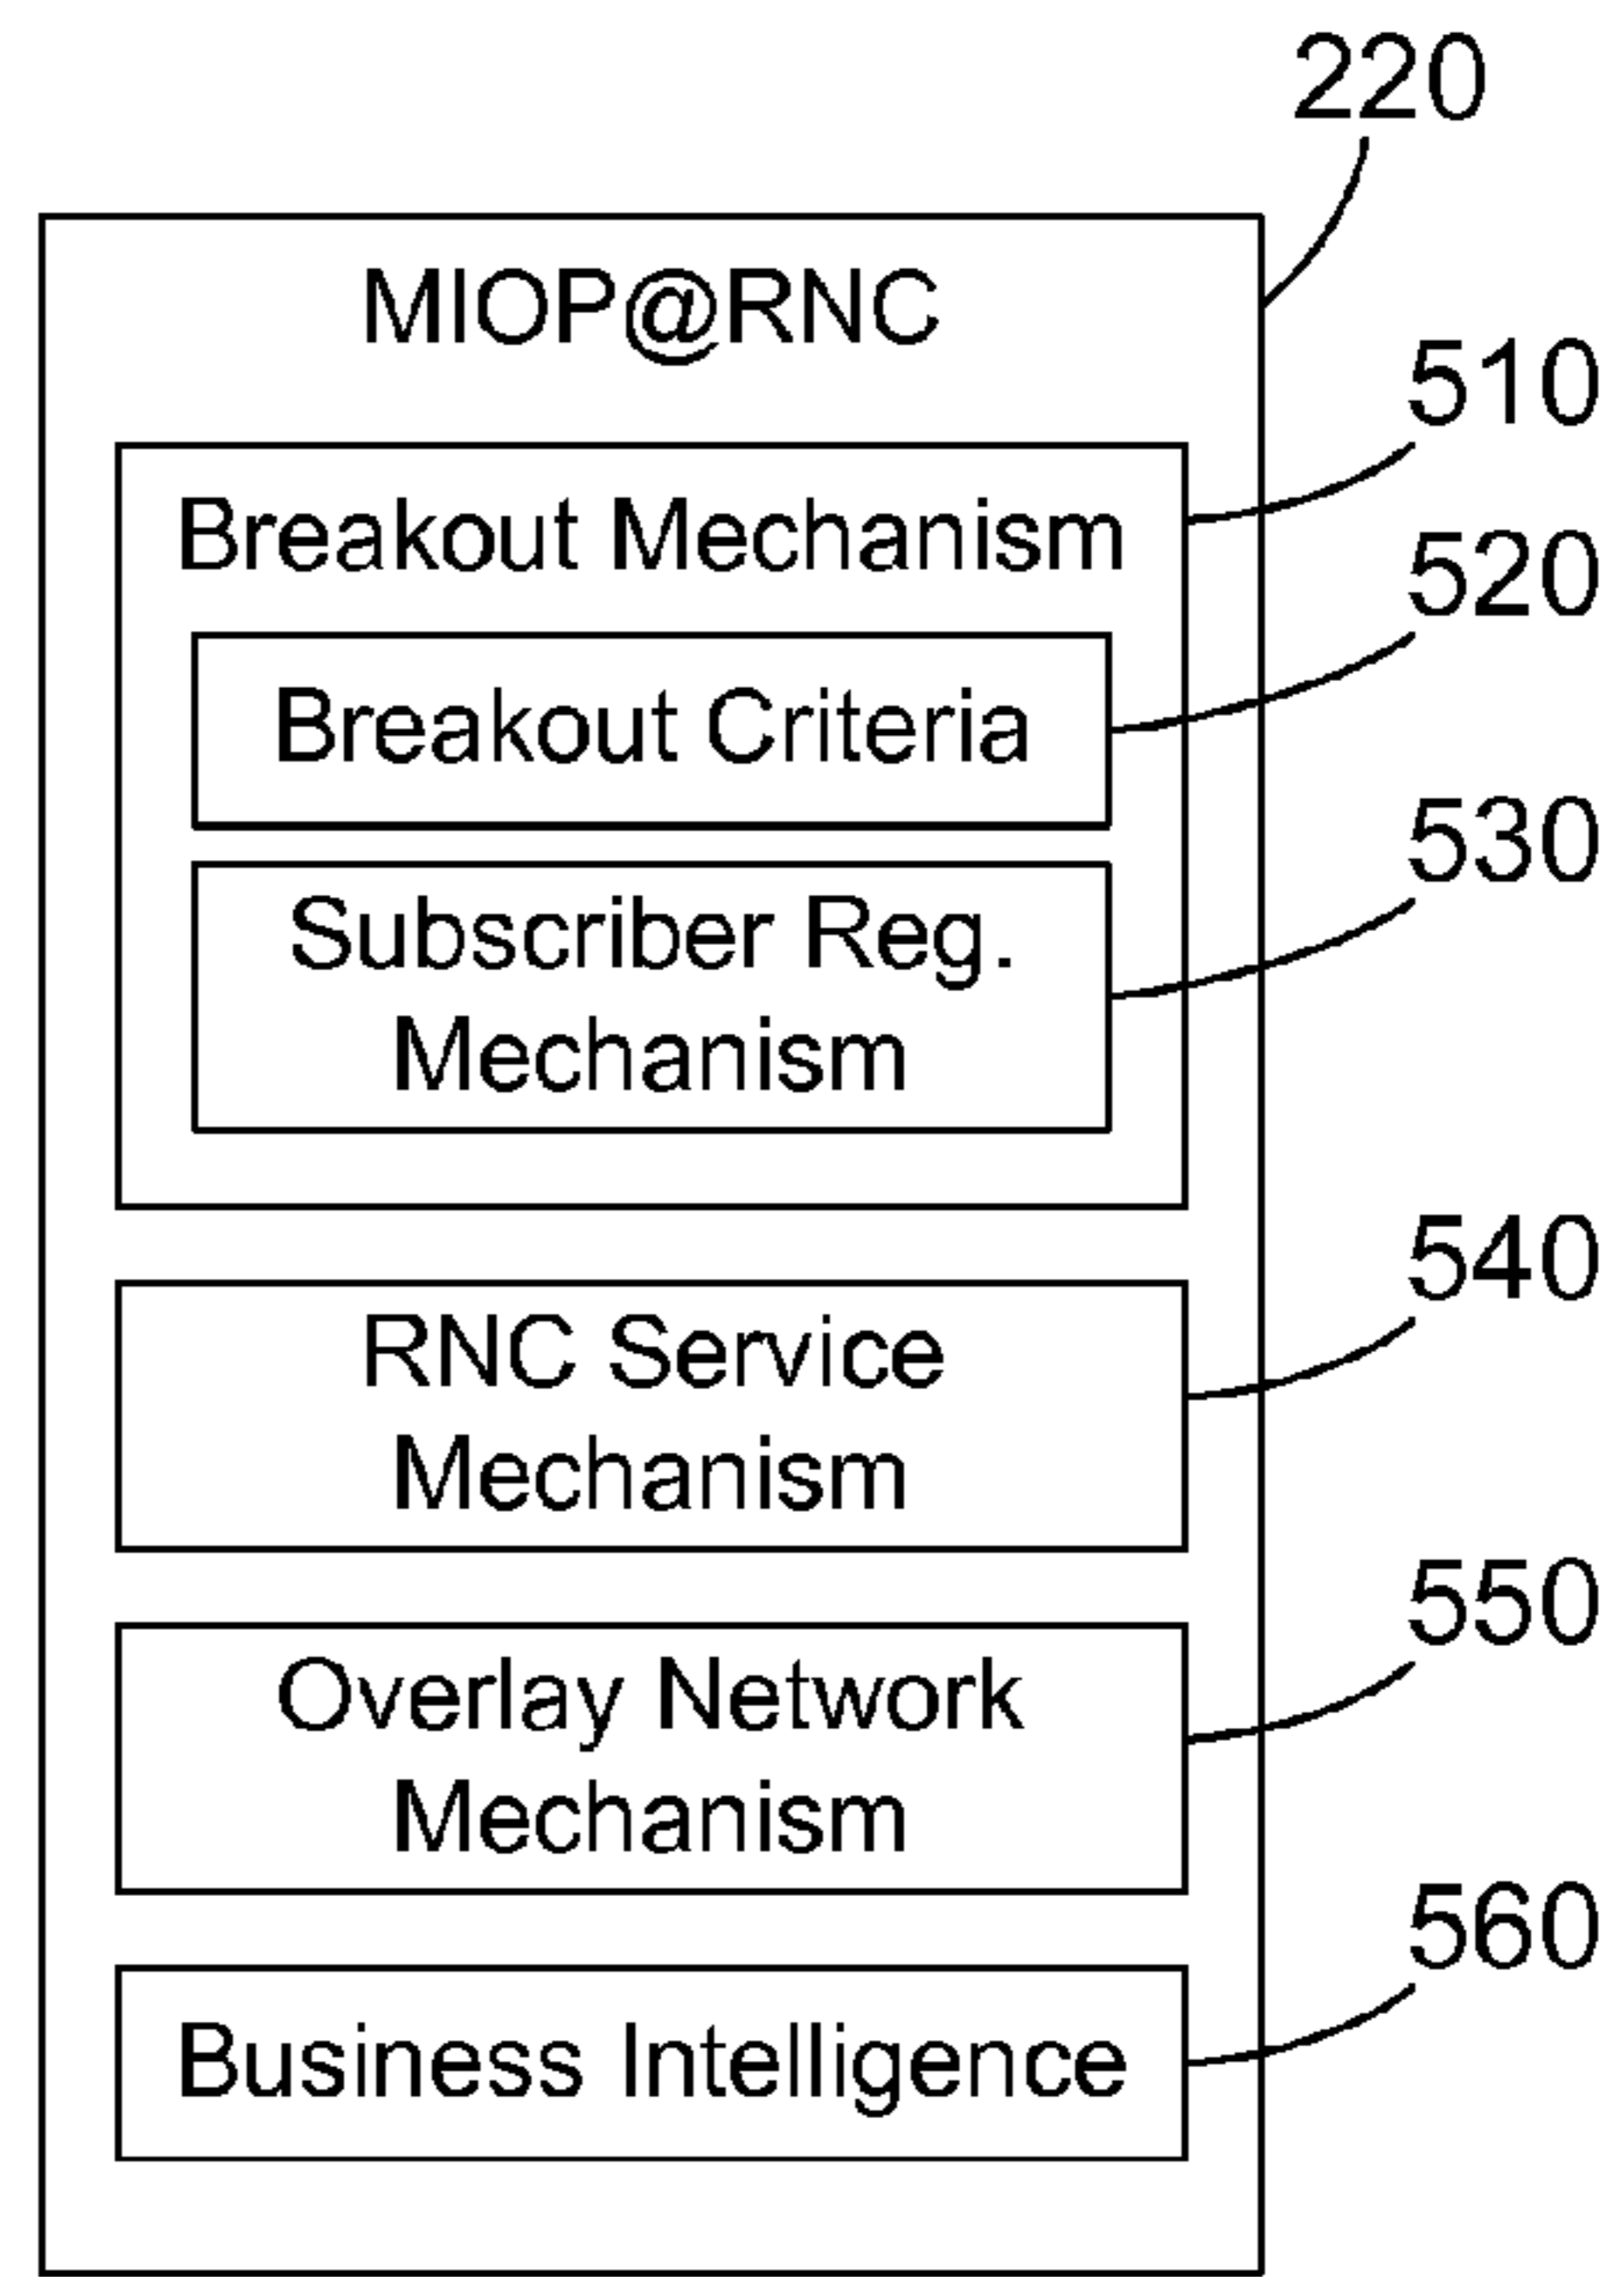 220
MIOP@RNC
510
Breakout Mechanism
520
Breakout Criteria
530
Subscriber Reg.
Mechanism
540
RNC Service
Mechanism
550
Overlay Network
Mechanism
560
Business Intelligence